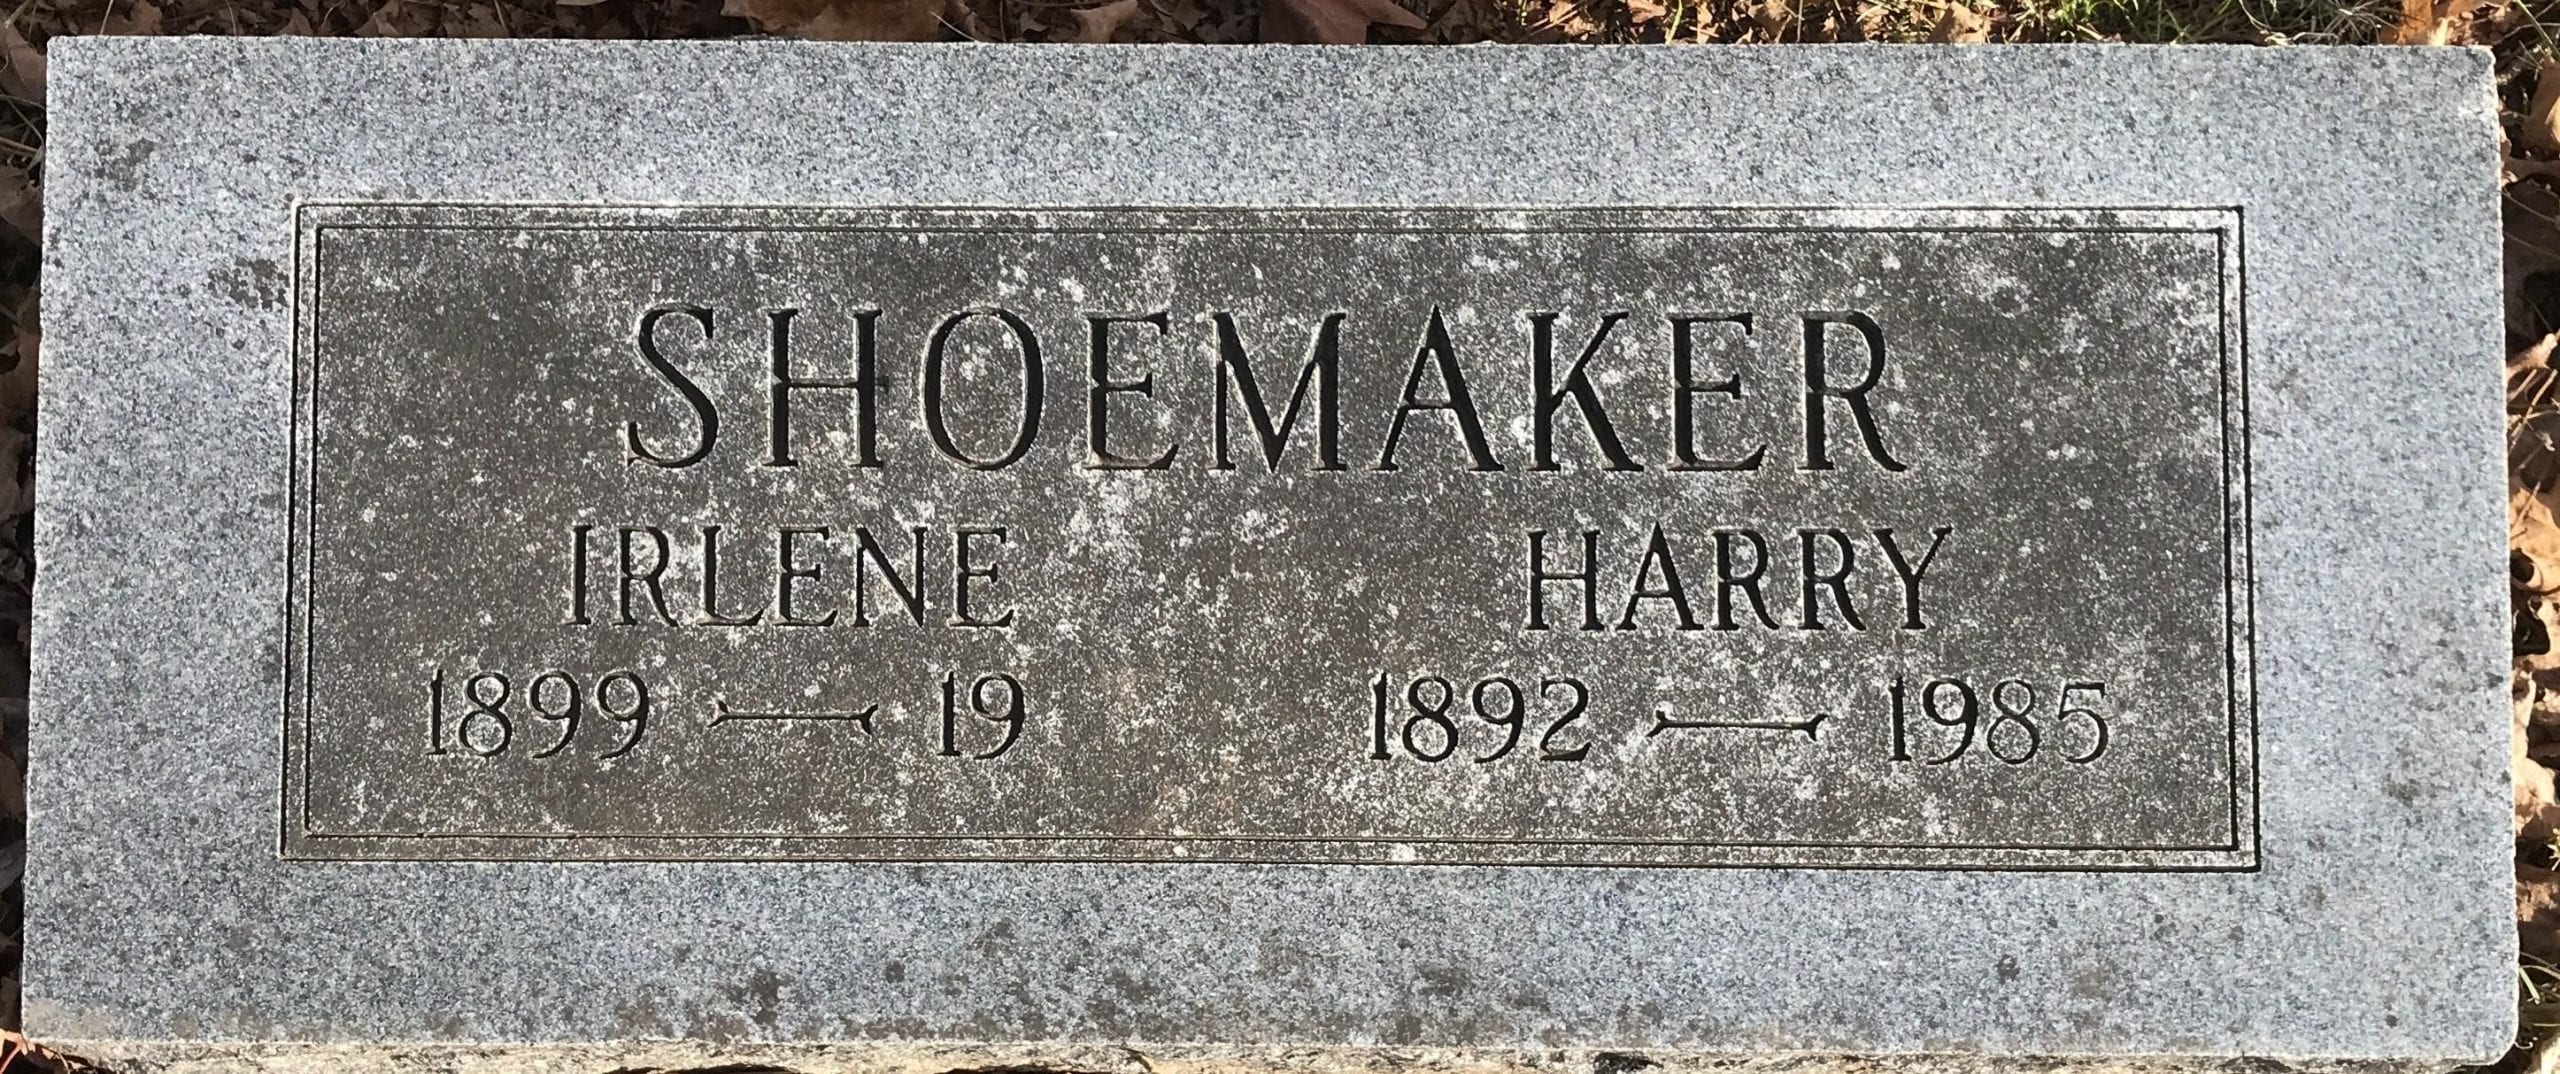 SHOEMAKER
IRLENE HARRY
1899 — 19 1892 — 1985